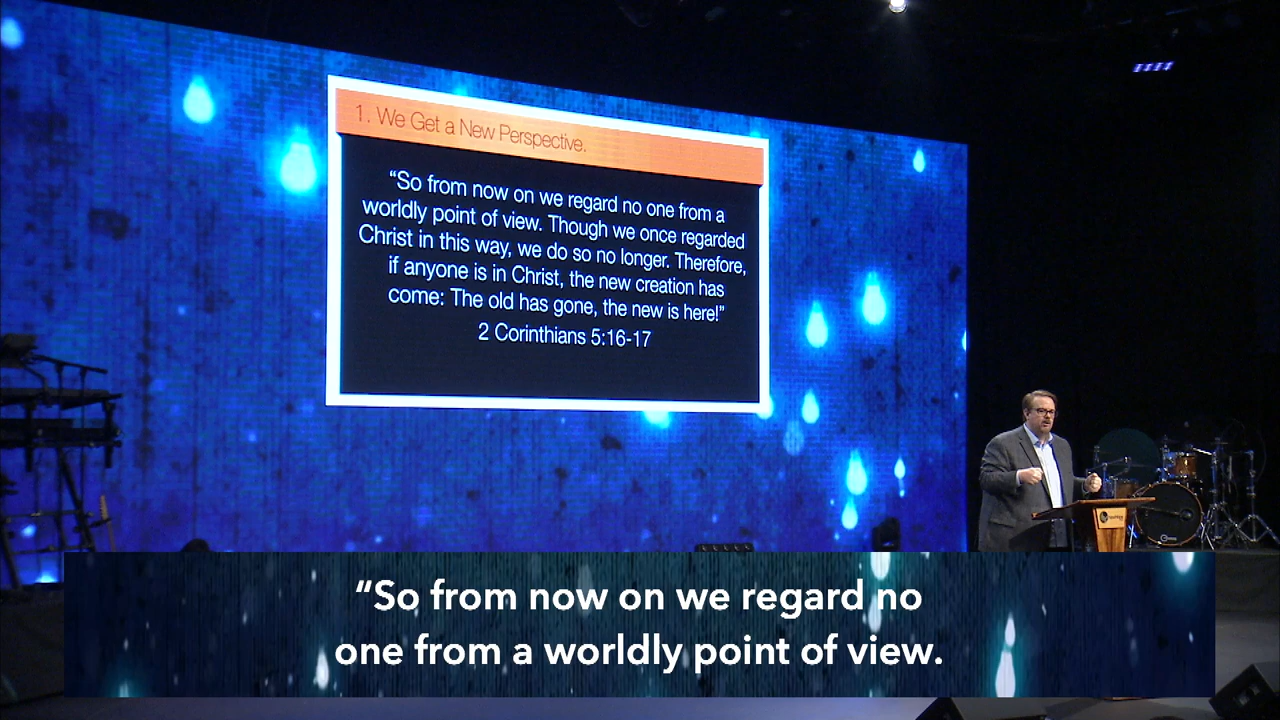 1. We Get a New Perspective.
“So from now on we regard no one from a
worldly point of view. Though we once regarded
Christ in this way, we do so no longer. Therefore,
if anyone is in Christ, the new creation has
come: The old has gone, the new is here!”
2 Corinthians 5:16-17
“So from now on we regard no
one from a worldly point of view.